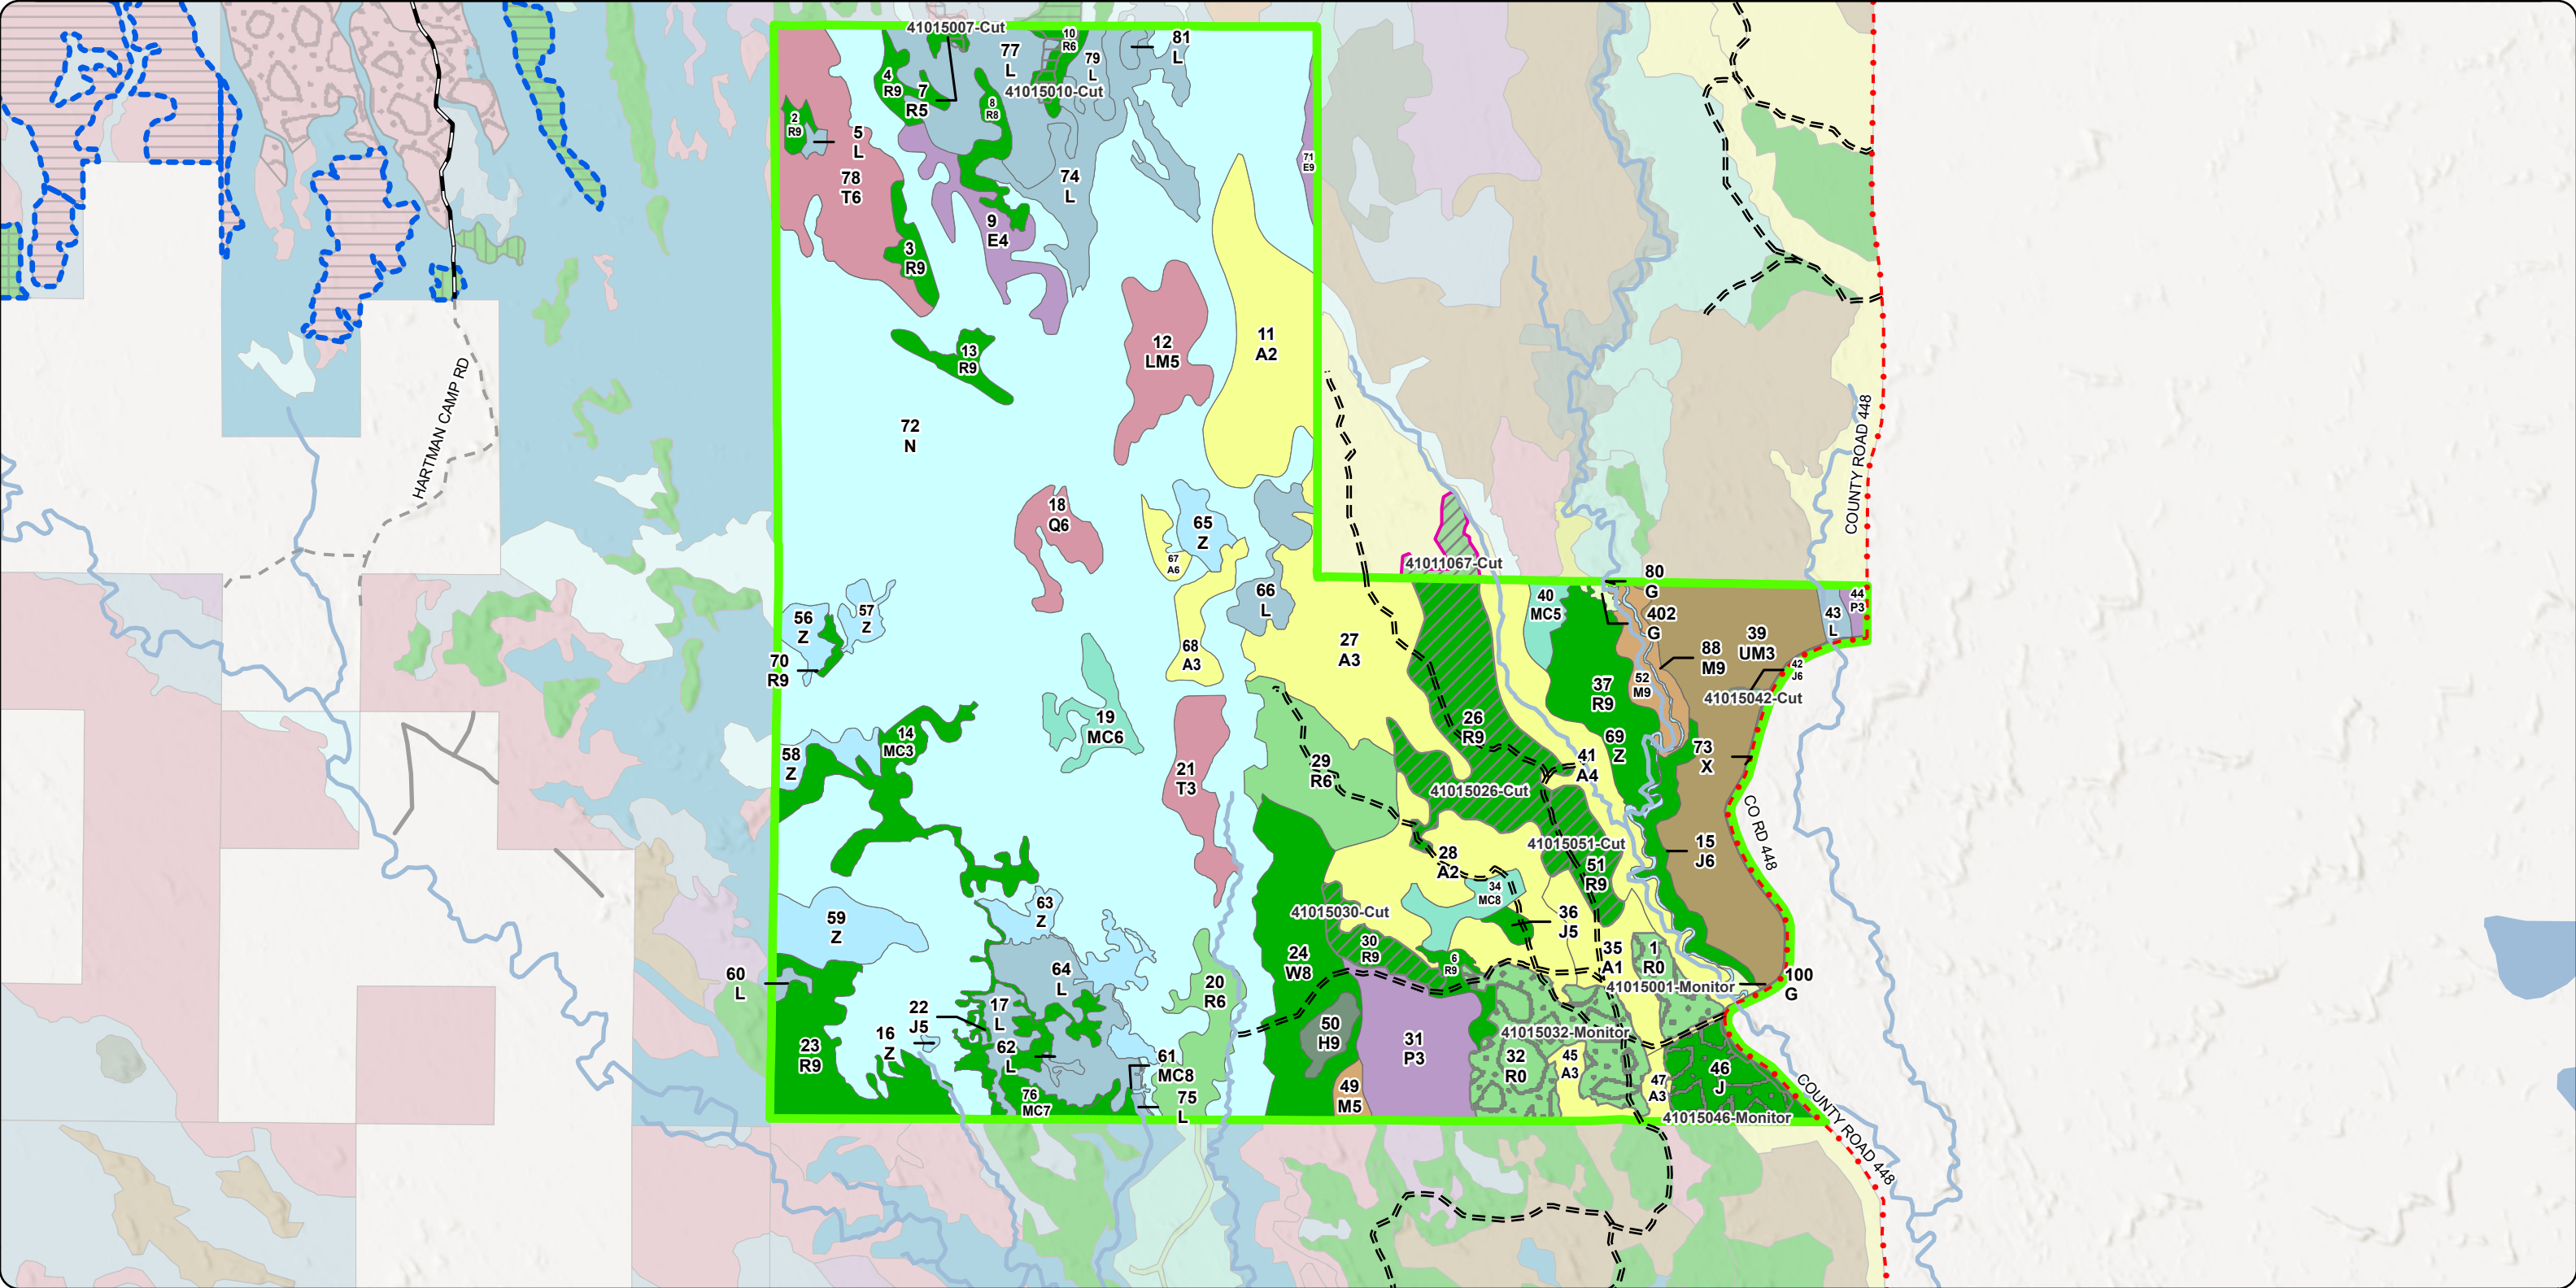 41015007-Cut
77
L
10
R6
79
L
81
L
4
R9
7
R5
8
R8
41015010-Cut
2
R9
5
L
78
T6
74
L
71
E9
9
E4
3
R9
11
A2
12
LM5
13
R9
72
N
HARTMAN CAMP RD
COUNTY ROAD 448
18
Q6
65
Z
67
A6
66
L
41011067-Cut
80
G
40
MC5
402
G
44
P3
43
L
56
Z
57
Z
70
R9
68
A3
27
A3
39
UM3
88
M9
42
J6
52
M9
41015042-Cut
37
R9
19
MC6
26
R9
14
MC3
58
Z
69
Z
73
X
29
R6
41
A4
21
T3
41015026-Cut
CO RD 448
41015051-Cut
15
J6
28
A2
51
R9
34
MC8
59
Z
63
Z
41015030-Cut
36
J5
30
R9
24
W8
6
R9
35
A1
1
R0
60
L
64
L
20
R6
41015001-Monitor
100
G
22
J5
17
L
50
H9
41015032-Monitor
16
Z
62
L
23
R9
31
P3
61
MC8
32
R0
45
A3
46
J
47
A3
49
M5
76
MC7
75
L
41015046-Monitor
COUNTY ROAD 448